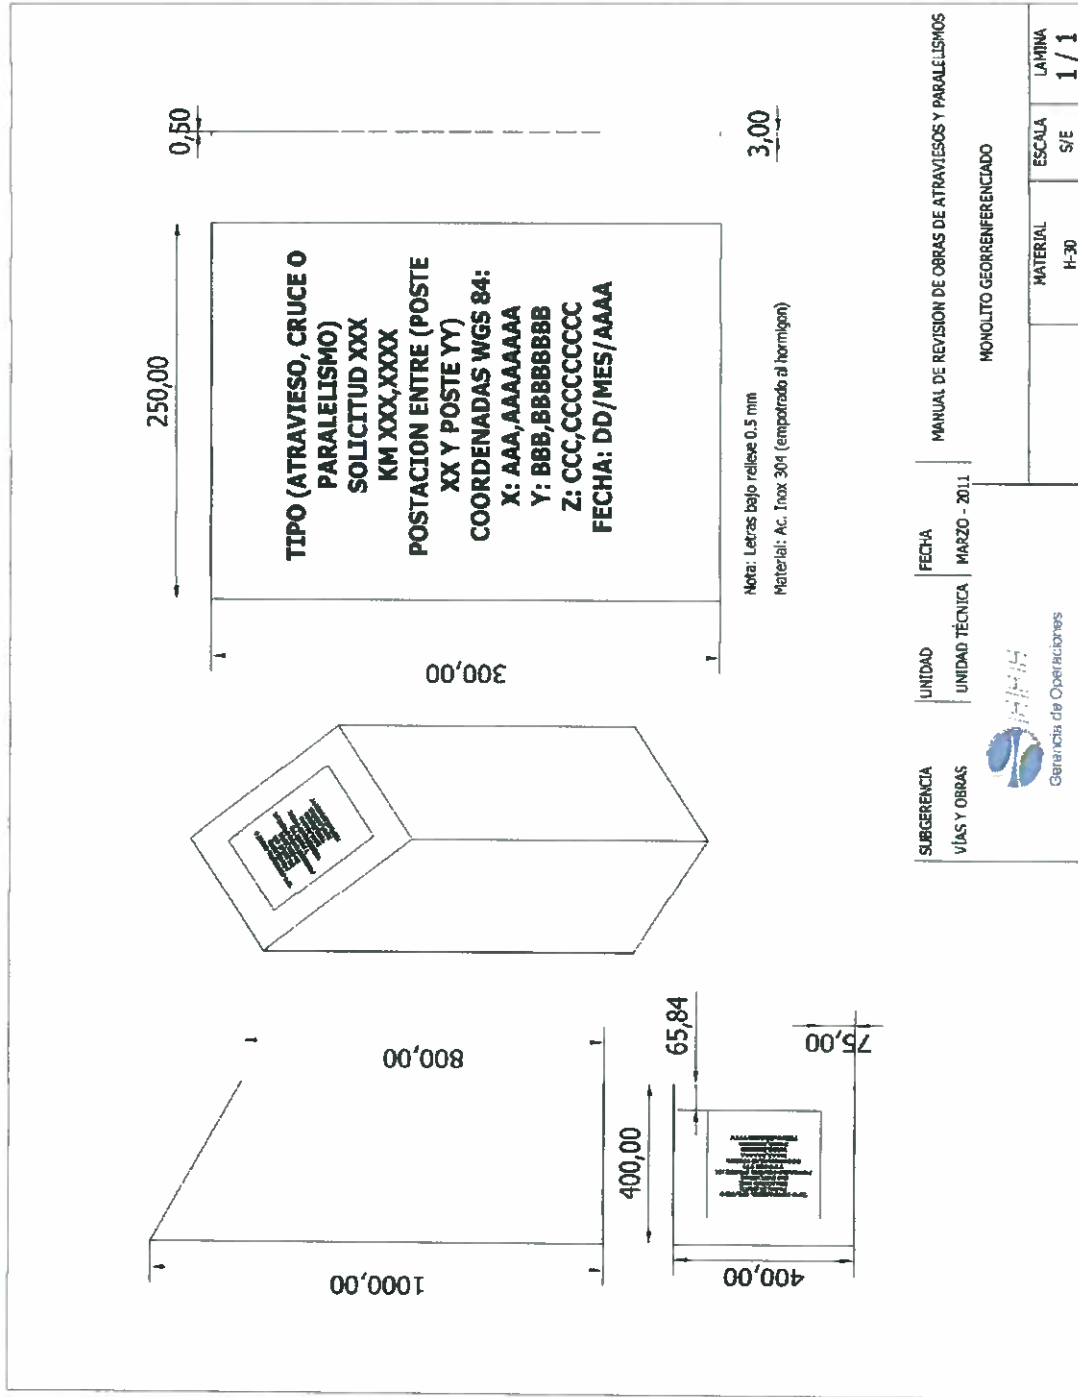 0,50
250,00
TIPO (ATRAVIESO, CRUCE O
PARALELISMO)
SOLICITUD XXX
KM XXX,XXXX
POSTACION ENTRE (POSTE
XX Y POSTE YY)
COORDENADAS WGS 84:
X: AAA,AAAAAAA
Y: BBB,BBBBBBBB
Z: CCC,CCCCCCCCC
FECHA: DD/MES/AAAA
300,00
3,00
Nota: Letras bajo relieve 0.5 mm
Material: Ac. Inox 304 (empotrado al hormigon)
1000,00
800,00
400,00
65,84
400,00
75,00
SUBGERENCIA
VÍAS Y OBRAS
UNIDAD
UNIDAD TÉCNICA
FECHA
MARZO - 2011
MANUAL DE REVISION DE OBRAS DE ATRAVIESOS Y PARALELISMOS
MONOLITO GEORRENFERENCIADO
Gerencia de Operaciones
MATERIAL
H-30
ESCALA
S/E
LAMINA
1 / 1